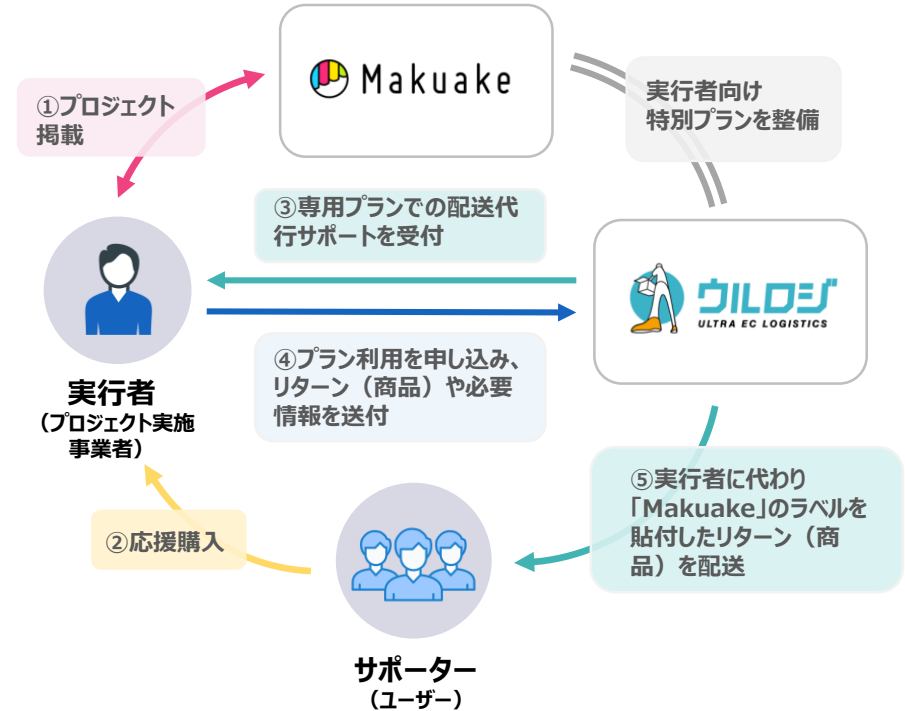 Makuake
①プロジェクト
掲載
実行者向け
特別プランを整備
③専用プランでの配送代
行サポートを受付
ウルロジ
ULTRA EC LOGISTICS
④プラン利用を申し込み、
リターン（商品）や必要
情報を送付
実行者
（プロジェクト実施
事業者）
②応援購入
⑤実行者に代わり
「Makuake」のラベルを
貼付したリターン（商
品）を配送
サポーター
（ユーザー）